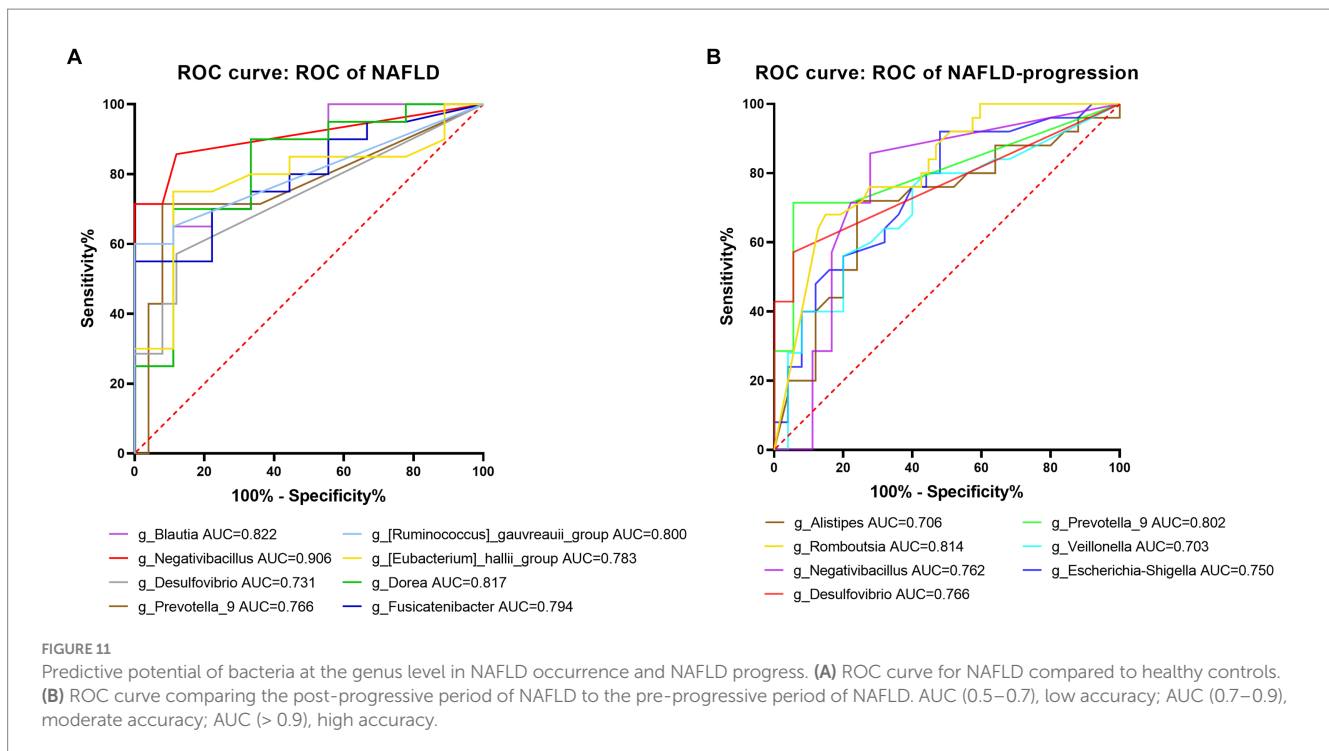 A
ROC curve: ROC of NAFLD
Sensitivity%
100
80
60
40
20
0
0 20 40 60 80 100
100% - Specificity%
g_Blautia AUC=0.822
g_Negativibacillus AUC=0.906
g_Desulfovibrio AUC=0.731
g_Prevotella_9 AUC=0.766
g_[Ruminococcus]_gauvreauii_group AUC=0.800
g_[Eubacterium]_hallii_group AUC=0.783
g_Dorea AUC=0.817
g_Fusicatenibacter AUC=0.794
B
ROC curve: ROC of NAFLD-progression
Sensitivity%
100
80
60
40
20
0
0 20 40 60 80 100
100% - Specificity%
g_Alistipes AUC=0.706
g_Romboutsia AUC=0.814
g_Negativibacillus AUC=0.762
g_Desulfovibrio AUC=0.766
g_Prevotella_9 AUC=0.802
g_Veillonella AUC=0.703
g_Escherichia-Shigella AUC=0.750
FIGURE 11
Predictive potential of bacteria at the genus level in NAFLD occurrence and NAFLD progress. (A) ROC curve for NAFLD compared to healthy controls.
(B) ROC curve comparing the post-progressive period of NAFLD to the pre-progressive period of NAFLD. AUC (0.5–0.7), low accuracy; AUC (0.7–0.9),
moderate accuracy; AUC (> 0.9), high accuracy.